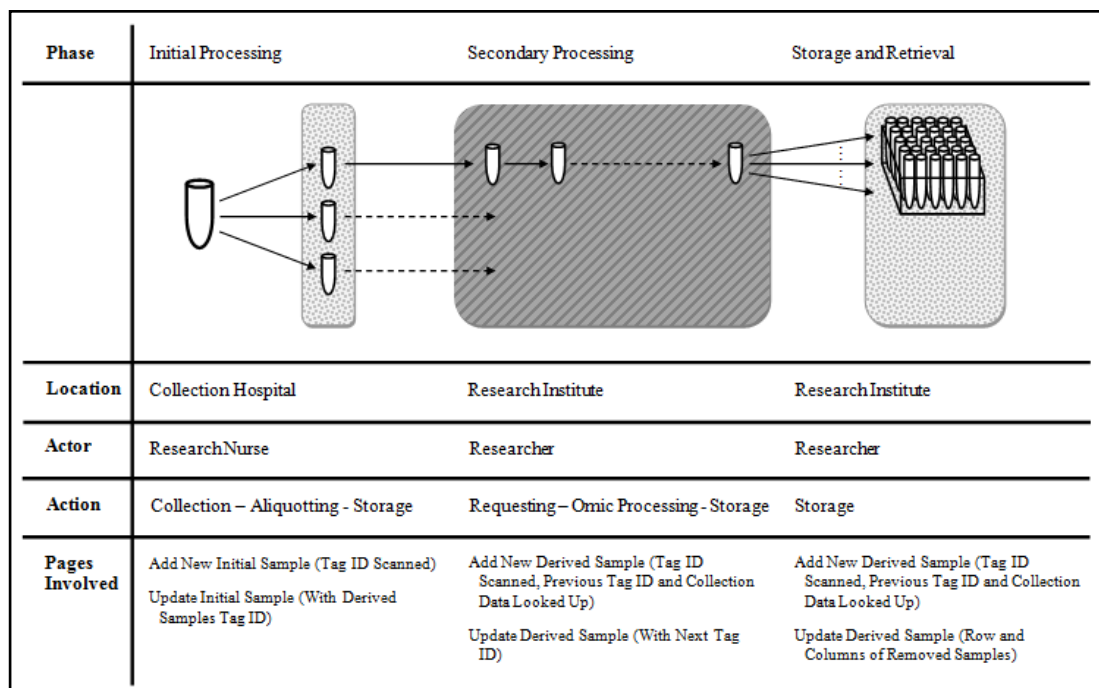 Phase Initial Processing Secondary Processing Storage and Retrieval
Location Collection Hospital Research Institute Research Institute
Actor Research Nurse Researcher Researcher
Action Collection – Aliquotting - Storage Requesting – Omic Processing - Storage Storage
Pages
Involved
Add New Initial Sample (Tag ID Scanned)
Update Initial Sample (With Derived
Samples Tag ID)
Add New Derived Sample (Tag ID
Scanned, Previous Tag ID and Collection
Data Looked Up)
Update Derived Sample (With Next Tag
ID)
Add New Derived Sample (Tag ID
Scanned, Previous Tag ID and Collection
Data Looked Up)
Update Derived Sample (Row and
Columns of Removed Samples)